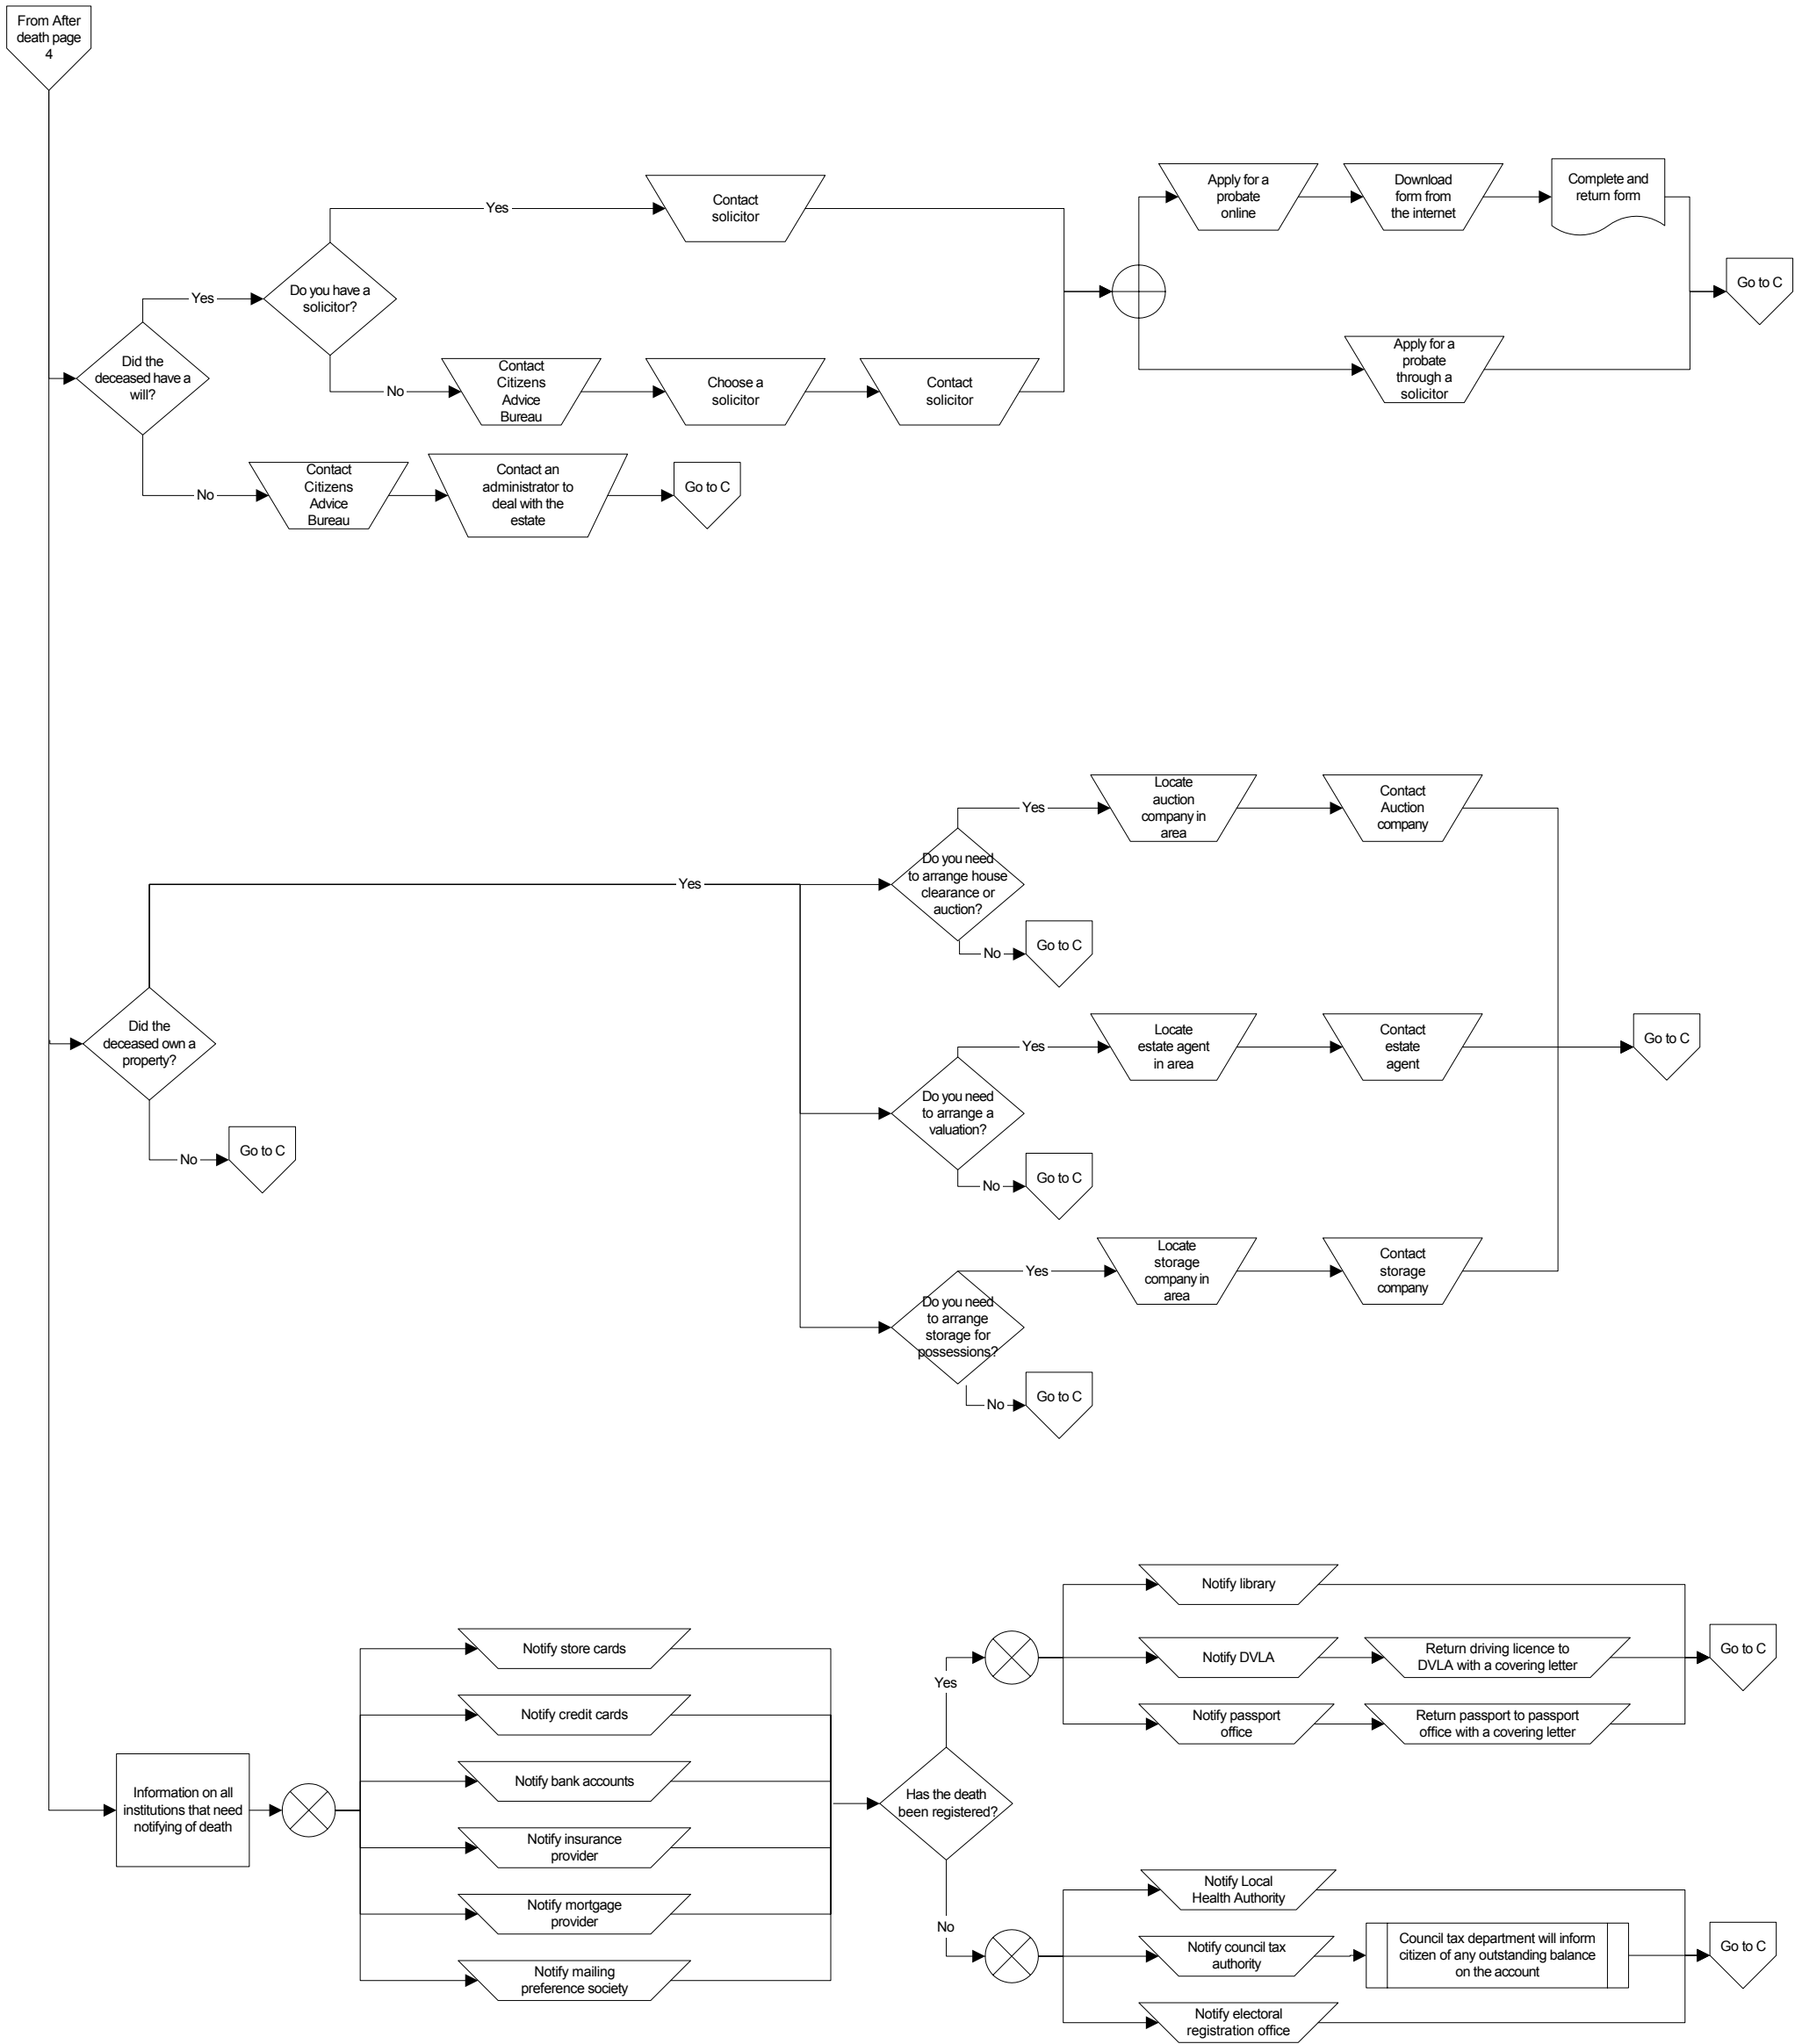 From After
death page
4
Apply for a
probate
online
Download
form from
the internet
Complete and
return form
Contact
solicitor
Yes
Do you have a
solicitor?
Go to C
Yes
Did the
deceased have a
will?
No
Contact
Citizens
Advice
Bureau
Choose a
solicitor
Contact
solicitor
Apply for a
probate
through a
solicitor
No
Contact
Citizens
Advice
Bureau
Contact an
administrator to
deal with the
estate
Go to C
Yes
Locate
auction
company in
area
Contact
Auction
company
Yes
Do you need
to arrange house
clearance or
auction?
No
Go to C
Did the
deceased own a
property?
Yes
Locate
estate agent
in area
Contact
estate
agent
Go to C
Do you need
to arrange a
valuation?
No
Go to C
No
Go to C
Yes
Locate
storage
company in
area
Contact
storage
company
Do you need
to arrange
storage for
possessions?
No
Go to C
Notify library
Notify store cards
Notify DVLA
Return driving licence to
DVLA with a covering letter
Go to C
Yes
Notify credit cards
Notify passport
office
Return passport to passport
office with a covering letter
Notify bank accounts
Information on all
institutions that need
notifying of death
Has the death
been registered?
Notify insurance
provider
Notify mortgage
provider
Notify Local
Health Authority
No
Notify council tax
authority
Council tax department will inform
citizen of any outstanding balance
on the account
Go to C
Notify mailing
preference society
Notify electoral
registration office